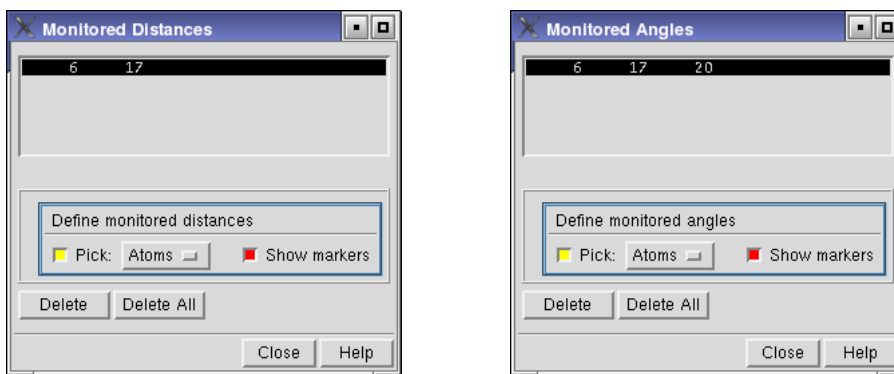 Monitored Distances
6 17
Define monitored distances
Pick: Atoms Show markers
Delete Delete All
Close Help
Monitored Angles
6 17 20
Define monitored angles
Pick: Atoms Show markers
Delete Delete All
Close Help